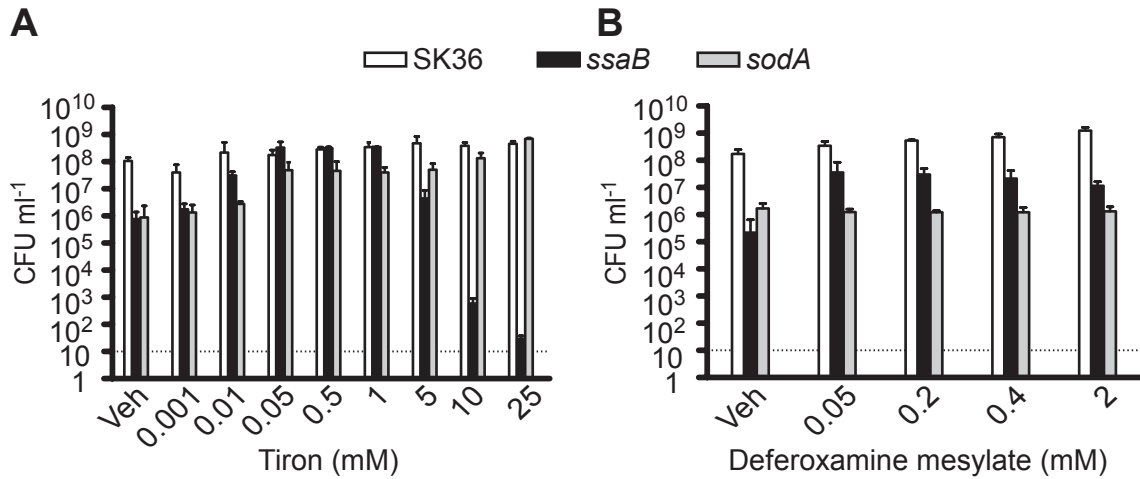 A
B
SK36 ssaB sodA
CFU ml⁻¹
10¹⁰
10⁹
10⁸
10⁷
10⁶
10⁵
10⁴
10³
10²
10
1
Veh 0.001 0.01 0.05 0.5 1 5 10 25
Tiron (mM)
CFU ml⁻¹
10¹⁰
10⁹
10⁸
10⁷
10⁶
10⁵
10⁴
10³
10²
10
1
Veh 0.05 0.2 0.4 2
Deferoxamine mesylate (mM)